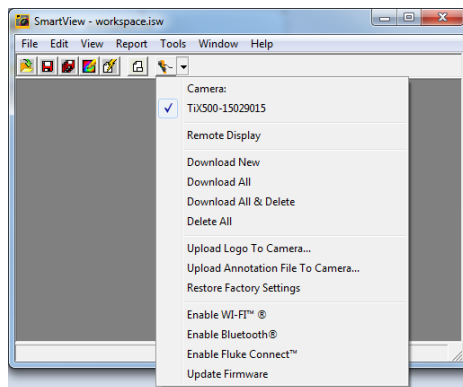 SmartView - workspace.isw
File Edit View Report Tools Window Help
Camera:
TiX500-15029015
Remote Display
Download New
Download All
Download All & Delete
Delete All
Upload Logo To Camera...
Upload Annotation File To Camera...
Restore Factory Settings
Enable WI-FI™ ®
Enable Bluetooth®
Enable Fluke Connect™
Update Firmware